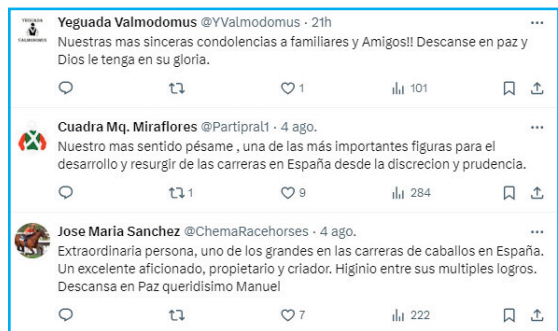 YEGUADA
VALMODOMUS
Yeguada Valmodomus @YValmodomus · 21h
Nuestras mas sinceras condolencias a familiares y Amigos!! Descanse en paz y
Dios le tenga en su gloria.
1 101
Cuadra Mq. Miraflores @Partipral1 · 4 ago.
Nuestro mas sentido pésame , una de las más importantes figuras para el
desarrollo y resurgir de las carreras en España desde la discrecion y prudencia.
1 9 284
Jose Maria Sanchez @ChemaRacehorses · 4 ago.
Extraordinaria persona, uno de los grandes en las carreras de caballos en España.
Un excelente aficionado, propietario y criador. Higinio entre sus multiples logros.
Descansa en Paz queridisimo Manuel
7 222